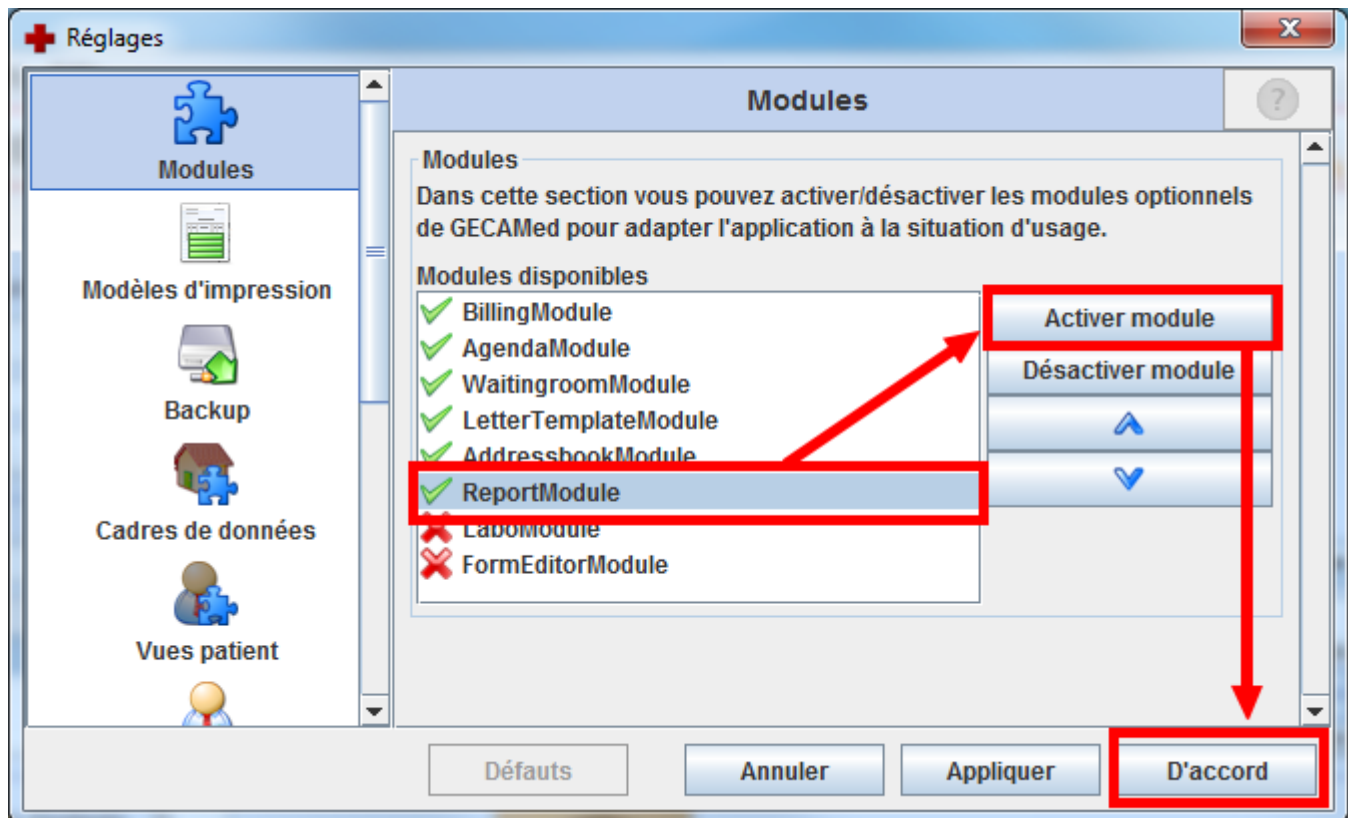 Réglages
x
Modules
Modèles d'impression
Backup
Cadres de données
Vues patient
Modules
?
Modules
Dans cette section vous pouvez activer/désactiver les modules optionnels
de GECAMed pour adapter l'application à la situation d'usage.
Modules disponibles
BillingModule
AgendaModule
WaitingroomModule
LetterTemplateModule
AddressbookModule
ReportModule
LaboModule
FormEditorModule
Activer module
Désactiver module
Défauts
Annuler
Appliquer
D'accord